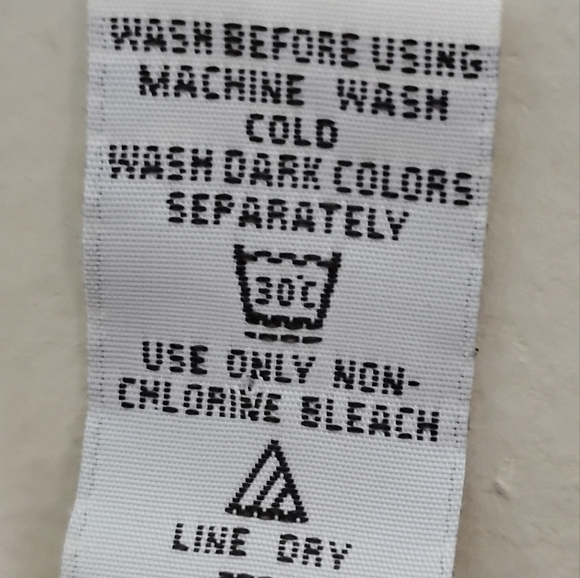 WASH BEFORE USING
MACHINE WASH
COLD
WASH DARK COLORS
SEPARATELY
30°C
USE ONLY NON-
CHLORINE BLEACH
LINE DRY